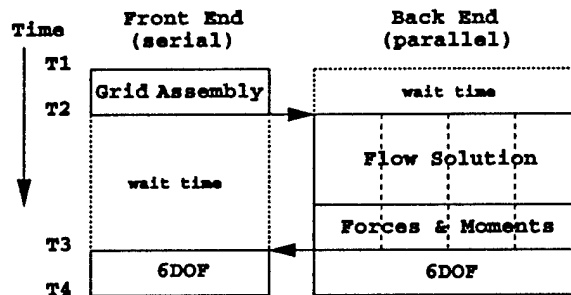 Time
Front End
(serial)
Back End
(parallel)
T1
Grid Assembly
wait time
T2
Flow Solution
wait time
Forces & Moments
T3
6DOF
6DOF
T4